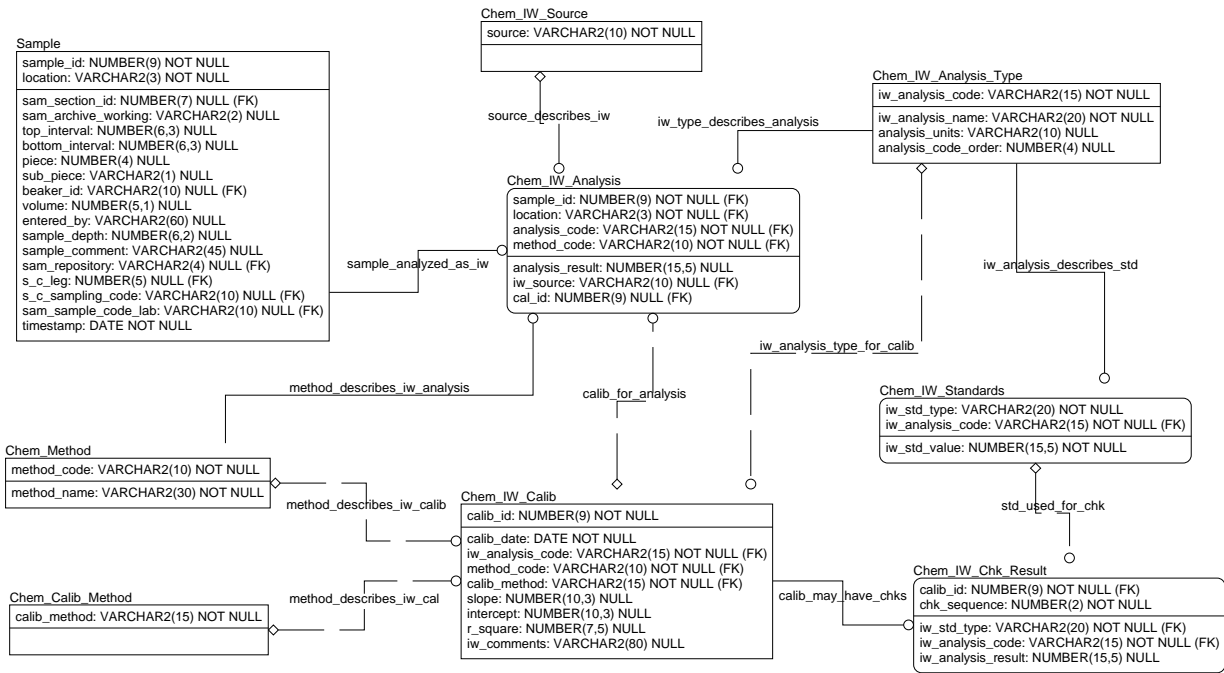 Chem_IW_Source
source: VARCHAR2(10) NOT NULL
Sample
sample_id: NUMBER(9) NOT NULL
location: VARCHAR2(3) NOT NULL
sam_section_id: NUMBER(7) NULL (FK)
sam_archive_working: VARCHAR2(2) NULL
top_interval: NUMBER(6,3) NULL
bottom_interval: NUMBER(6,3) NULL
piece: NUMBER(4) NULL
sub_piece: VARCHAR2(1) NULL
beaker_id: VARCHAR2(10) NULL (FK)
volume: NUMBER(5,1) NULL
entered_by: VARCHAR2(60) NULL
sample_depth: NUMBER(6,2) NULL
sample_comment: VARCHAR2(45) NULL
sam_repository: VARCHAR2(4) NULL (FK)
s_c_leg: NUMBER(5) NULL (FK)
s_c_sampling_code: VARCHAR2(10) NULL (FK)
sam_sample_code_lab: VARCHAR2(10) NULL (FK)
timestamp: DATE NOT NULL
Chem_IW_Analysis_Type
iw_analysis_code: VARCHAR2(15) NOT NULL
iw_analysis_name: VARCHAR2(20) NOT NULL
analysis_units: VARCHAR2(10) NULL
analysis_code_order: NUMBER(4) NULL
source_describes_iw
iw_type_describes_analysis
Chem_IW_Analysis
sample_id: NUMBER(9) NOT NULL (FK)
location: VARCHAR2(3) NOT NULL (FK)
analysis_code: VARCHAR2(15) NOT NULL (FK)
method_code: VARCHAR2(10) NOT NULL (FK)
analysis_result: NUMBER(15,5) NULL
iw_source: VARCHAR2(10) NULL (FK)
cal_id: NUMBER(9) NULL (FK)
sample_analyzed_as_iw
iw_analysis_describes_std
iw_analysis_type_for_calib
method_describes_iw_analysis
calib_for_analysis
Chem_IW_Standards
iw_std_type: VARCHAR2(20) NOT NULL
iw_analysis_code: VARCHAR2(15) NOT NULL (FK)
iw_std_value: NUMBER(15,5) NOT NULL
Chem_Method
method_code: VARCHAR2(10) NOT NULL
method_name: VARCHAR2(30) NOT NULL
method_describes_iw_calib
Chem_IW_Calib
calib_id: NUMBER(9) NOT NULL
calib_date: DATE NOT NULL
iw_analysis_code: VARCHAR2(15) NOT NULL (FK)
method_code: VARCHAR2(10) NOT NULL (FK)
calib_method: VARCHAR2(15) NOT NULL (FK)
slope: NUMBER(10,3) NULL
intercept: NUMBER(10,3) NULL
r_square: NUMBER(7,5) NULL
iw_comments: VARCHAR2(80) NULL
std_used_for_chk
Chem_Calib_Method
calib_method: VARCHAR2(15) NOT NULL
method_describes_iw_cal
calib_may_have_chks
Chem_IW_Chk_Result
calib_id: NUMBER(9) NOT NULL (FK)
chk_sequence: NUMBER(2) NOT NULL
iw_std_type: VARCHAR2(20) NOT NULL (FK)
iw_analysis_code: VARCHAR2(15) NOT NULL (FK)
iw_analysis_result: NUMBER(15,5) NULL